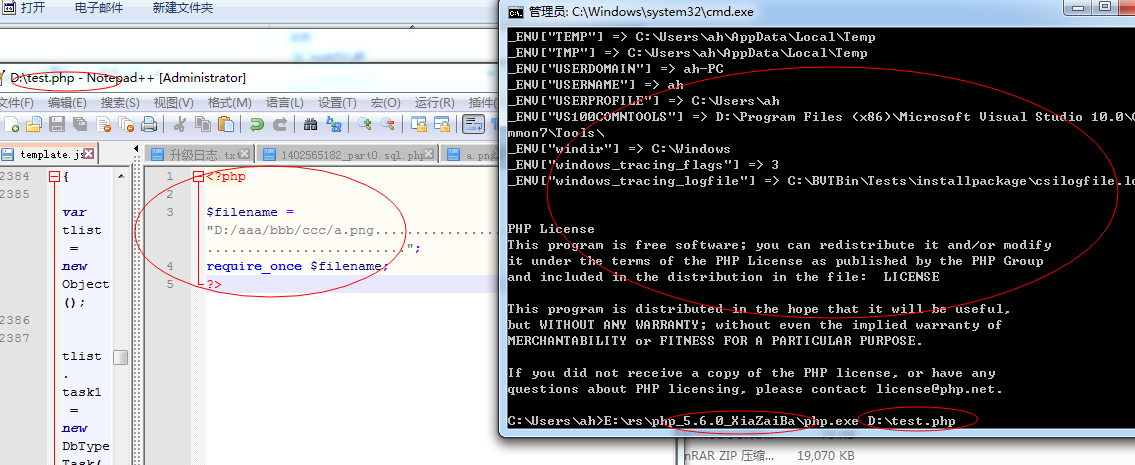 打开 电子邮件 新建文件夹
D:\test.php - Notepad++ [Administrator]
文件(F) 编辑(E) 搜索(S) 视图(V) 格式(M) 语言(L) 设置(T) 宏(O) 运行(R) 插件(
template.js
升级日志.txt 1402565182_part0.sql.php a.png
2384 {
2385
var
tlist
=
new
Object
();
2386
2387
tlist
.
task1
=
new
DbType
Task(
1 <?php
2
3 $filename =
"D:/aaa/bbb/ccc/a.png..................
..........................";
4 require_once $filename;
5 ?>
管理员: C:\Windows\system32\cmd.exe
_ENV["TEMP"] => C:\Users\ah\AppData\Local\Temp
_ENV["TMP"] => C:\Users\ah\AppData\Local\Temp
_ENV["USERDOMAIN"] => ah-PC
_ENV["USERNAME"] => ah
_ENV["USERPROFILE"] => C:\Users\ah
_ENV["VS100COMNTOOLS"] => D:\Program Files (x86)\Microsoft Visual Studio 10.0\C
mmon7\Tools\
_ENV["windir"] => C:\Windows
_ENV["windows_tracing_flags"] => 3
_ENV["windows_tracing_logfile"] => C:\BVTBin\Tests\installpackage\csilogfile.lo
PHP License
This program is free software; you can redistribute it and/or modify
it under the terms of the PHP License as published by the PHP Group
and included in the distribution in the file:  LICENSE
This program is distributed in the hope that it will be useful,
but WITHOUT ANY WARRANTY; without even the implied warranty of
MERCHANTABILITY or FITNESS FOR A PARTICULAR PURPOSE.
If you did not receive a copy of the PHP license, or have any
questions about PHP licensing, please contact license@php.net.
C:\Users\ah>E:\rs\php_5.6.0_XiaZaiBa\php.exe D:\test.php
nRAR ZIP 压缩... 19,070 KB